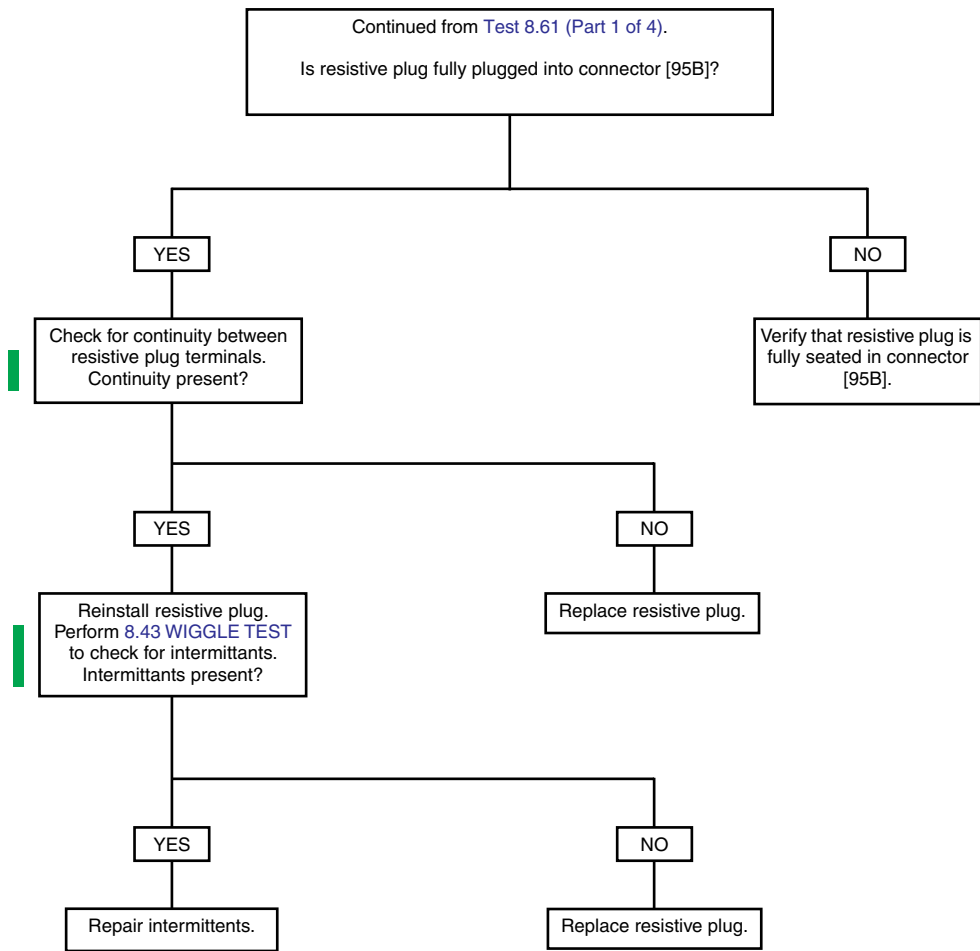 Continued from Test 8.61 (Part 1 of 4).
Is resistive plug fully plugged into connector [95B]?
YES
NO
Check for continuity between
resistive plug terminals.
Continuity present?
Verify that resistive plug is
fully seated in connector
[95B].
YES
NO
Reinstall resistive plug.
Perform 8.43 WIGGLE TEST
to check for intermittants.
Intermittants present?
Replace resistive plug.
YES
NO
Repair intermittents.
Replace resistive plug.